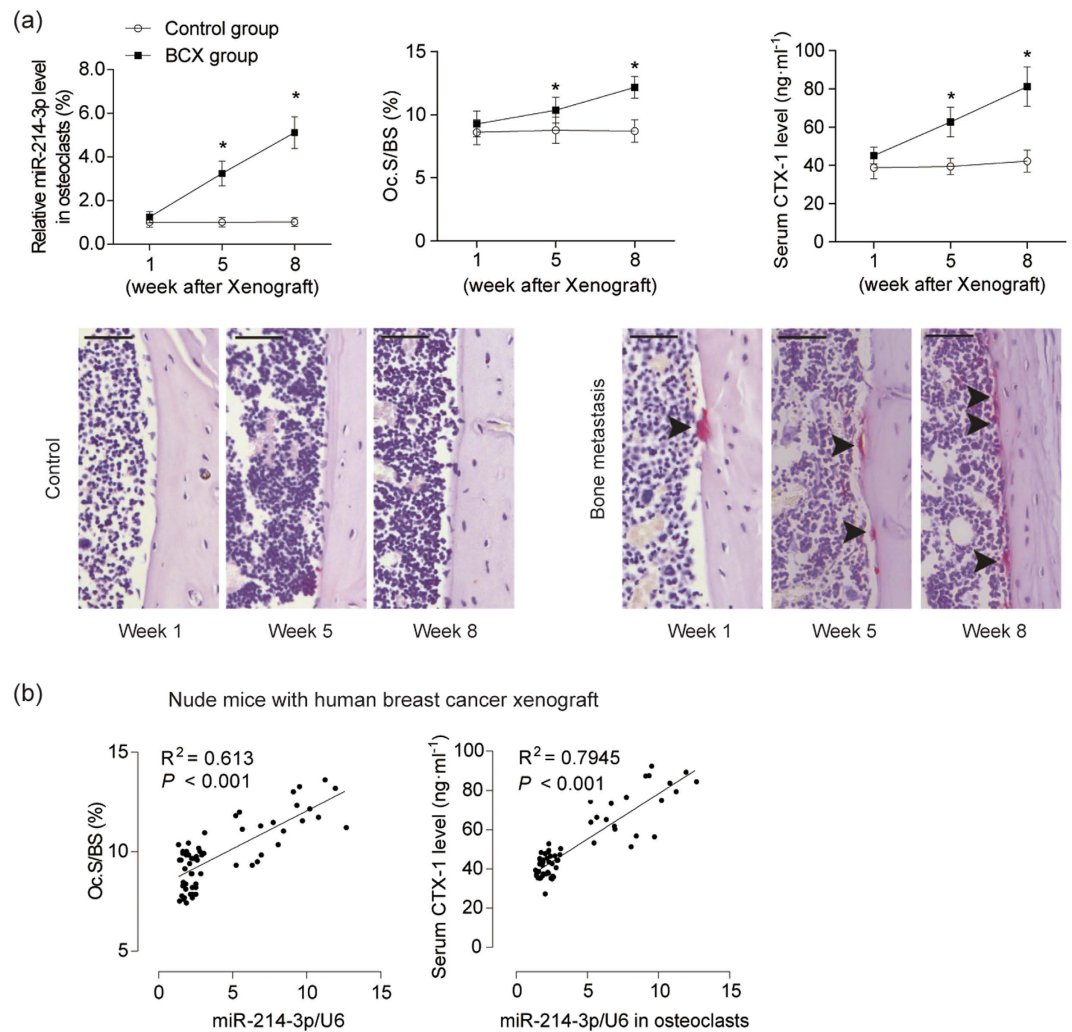 (a)
Control group
BCX group
Relative miR-214-3p level
in osteoclasts (%)
8.0
6.0
4.0
2.0
0.0
1 5 8
(week after Xenograft)
*
*
Oc.S/BS (%)
15
10
5
0
1 5 8
(week after Xenograft)
*
*
Serum CTX-1 level (ng·ml⁻¹)
100
80
60
40
20
0
1 5 8
(week after Xenograft)
*
*
Control
Week 1 Week 5 Week 8
Bone metastasis
Week 1 Week 5 Week 8
(b)
Nude mice with human breast cancer xenograft
R² = 0.613
P < 0.001
Oc.S/BS (%)
15
10
5
0 5 10 15
miR-214-3p/U6
R² = 0.7945
P < 0.001
Serum CTX-1 level (ng·ml⁻¹)
100
80
60
40
20
0
0 5 10 15
miR-214-3p/U6 in osteoclasts